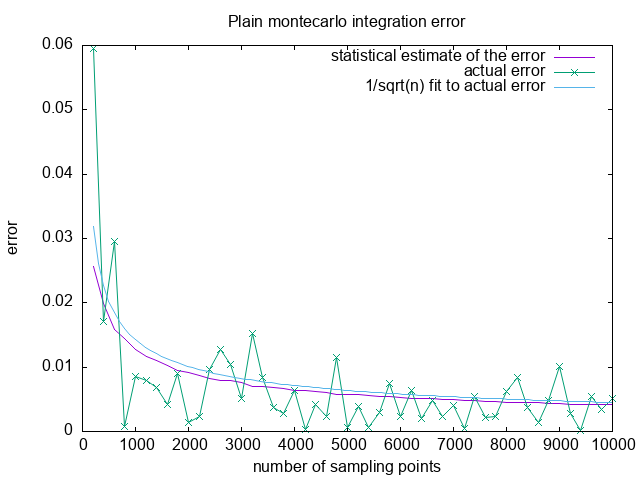 Plain montecarlo integration error
statistical estimate of the error
actual error
1/sqrt(n) fit to actual error
0.06
0.05
0.04
0.03
0.02
0.01
0
error
0 1000 2000 3000 4000 5000 6000 7000 8000 9000 10000
number of sampling points